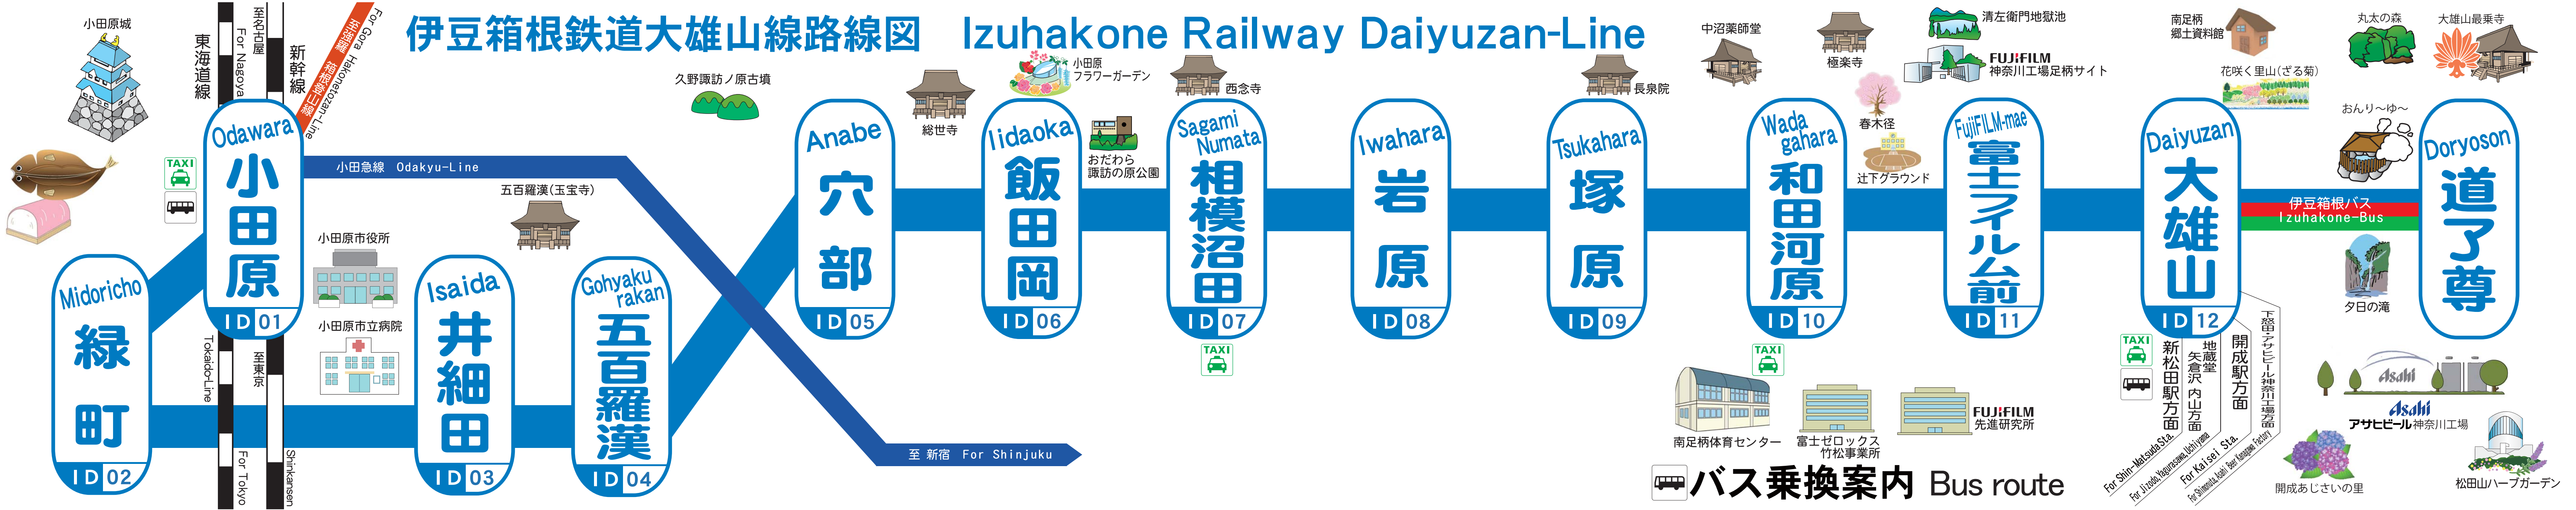 伊豆箱根鉄道大雄山線路線図 Izuhakone Railway Daiyuzan-Line
小田原城
東海道線
至名古屋
For Nagoya
新幹線
至強羅 箱根登山線
For Gora Hakonetozan-Line
TAXI
Odawara
小田原
ID 01
Midoricho
緑町
ID 02
Tokaido-Line
For Tokyo
至東京
Shinkansen
小田急線 Odakyu-Line
至 新宿 For Shinjuku
小田原市役所
小田原市立病院
Isaida
井細田
ID 03
五百羅漢(玉宝寺)
Gohyaku
rakan
五百羅漢
ID 04
久野諏訪ノ原古墳
Anabe
穴部
ID 05
総世寺
小田原
フラワーガーデン
Iidaoka
飯田岡
ID 06
おだわら
諏訪の原公園
西念寺
Sagami
Numata
相模沼田
ID 07
TAXI
Iwahara
岩原
ID 08
長泉院
Tsukahara
塚原
ID 09
中沼薬師堂
Wada
gahara
和田河原
ID 10
TAXI
極楽寺
春木径
辻下グラウンド
清左衛門地獄池
FUJIFILM
神奈川工場足柄サイト
FujiFILM-mae
富士フイルム前
ID 11
南足柄体育センター
富士ゼロックス
竹松事業所
FUJIFILM
先進研究所
南足柄
郷土資料館
花咲く里山(ざる菊)
Daiyuzan
大雄山
ID 12
TAXI
丸太の森
大雄山最乗寺
おんり～ゆ～
伊豆箱根バス
Izuhakone-Bus
夕日の滝
Doryoson
道了尊
新松田駅方面
For Shin-Matsuda Sta.
地蔵堂
矢倉沢 内山方面
For Jizodo,Yagurasawa,Uchiyama
開成駅方面
For Kaisei Sta.
下怒田・アサヒビール神奈川工場方面
For Shimonuda, Asahi Beer Kanagawa Factory
Asahi
Asahi
アサヒビール神奈川工場
開成あじさいの里
松田山ハーブガーデン
バス乗換案内 Bus route